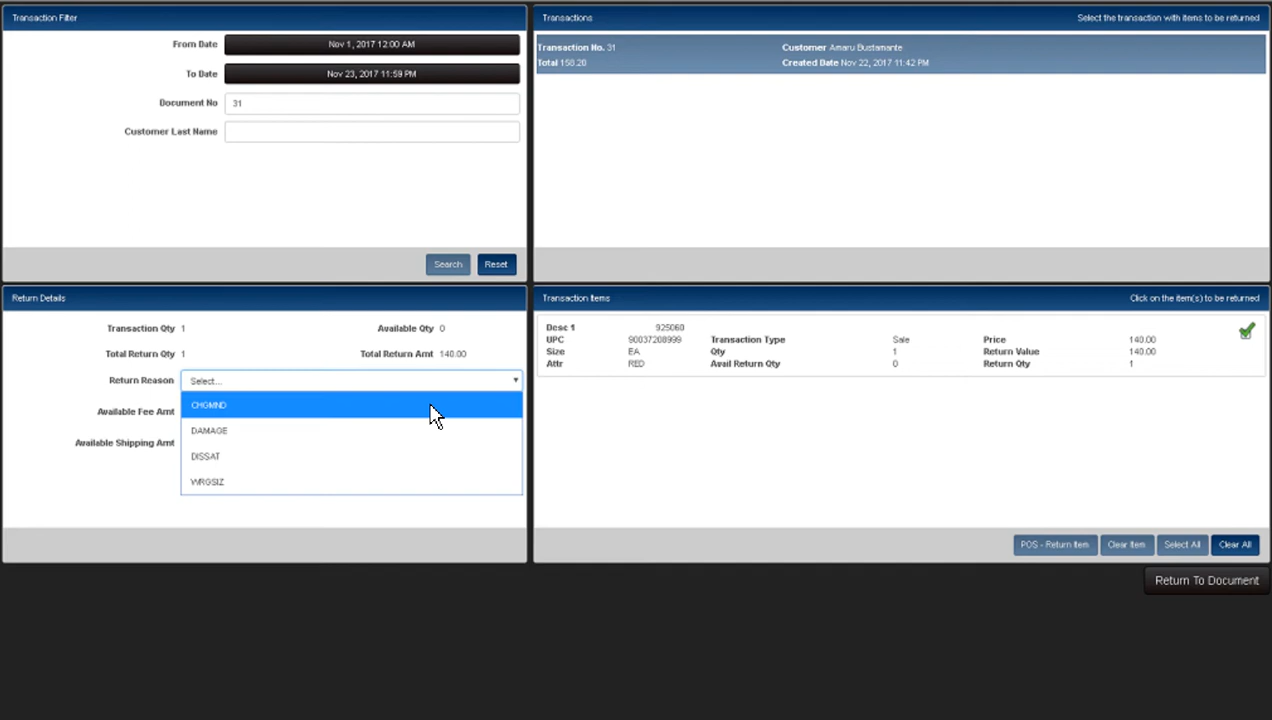 Transaction Filter
From Date Nov 1, 2017 12:00 AM
To Date Nov 23, 2017 11:59 PM
Document No 31
Customer Last Name
Search Reset
Transactions Select the transaction with items to be returned
Transaction No. 31 Customer Amaru Bustamante
Total 158.20 Created Date Nov 22, 2017 11:42 PM
Return Details
Transaction Qty 1 Available Qty 0
Total Return Qty 1 Total Return Amt 140.00
Return Reason Select...
CHGMND
Available Fee Amt
DAMAGE
Available Shipping Amt
DISSAT
WRGSIZ
Transaction Items Click on the item(s) to be returned
Desc 1 925060
UPC 90037208999 Transaction Type Sale Price 140.00
Size EA Qty 1 Return Value 140.00
Attr RED Avail Return Qty 0 Return Qty 1
POS - Return Item Clear Item Select All Clear All
Return To Document